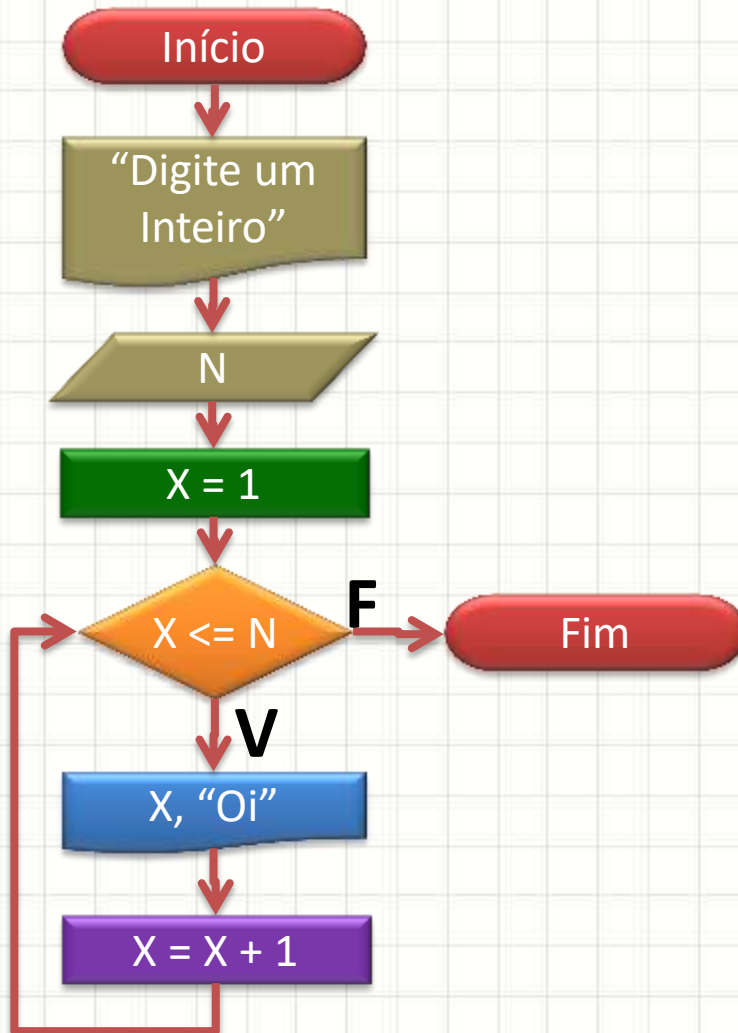 Início
“Digite um
Inteiro”
N
X = 1
X <= N
F
Fim
V
X, “Oi”
X = X + 1